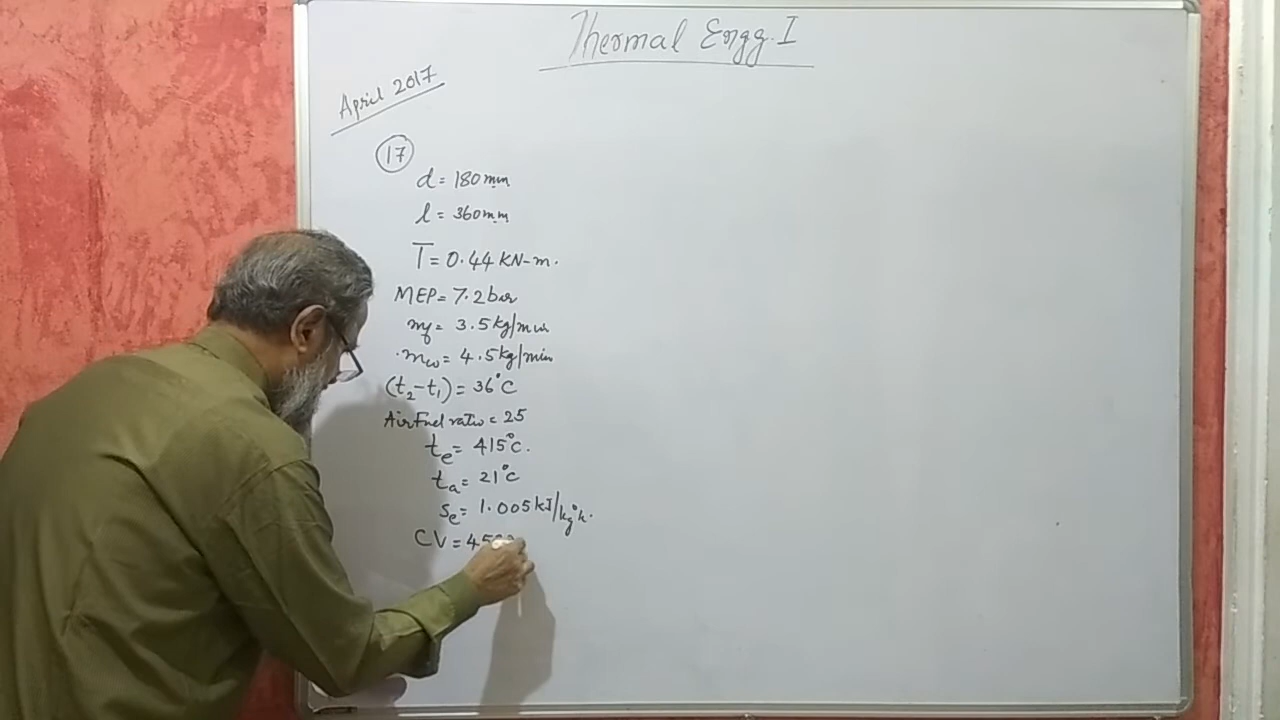 Thermal Engg. I
April 2017
17
d = 180 mm
l = 360 mm
T = 0.44 KN-m.
MEP = 7.2 bar
mf = 3.5 kg/
mw = 4.5 kg/min
(t2 - t1) = 36°C
Air Fuel ratio = 25
te = 415°C.
ta = 21°C
se = 1.005 kJ/kg°k.
CV =